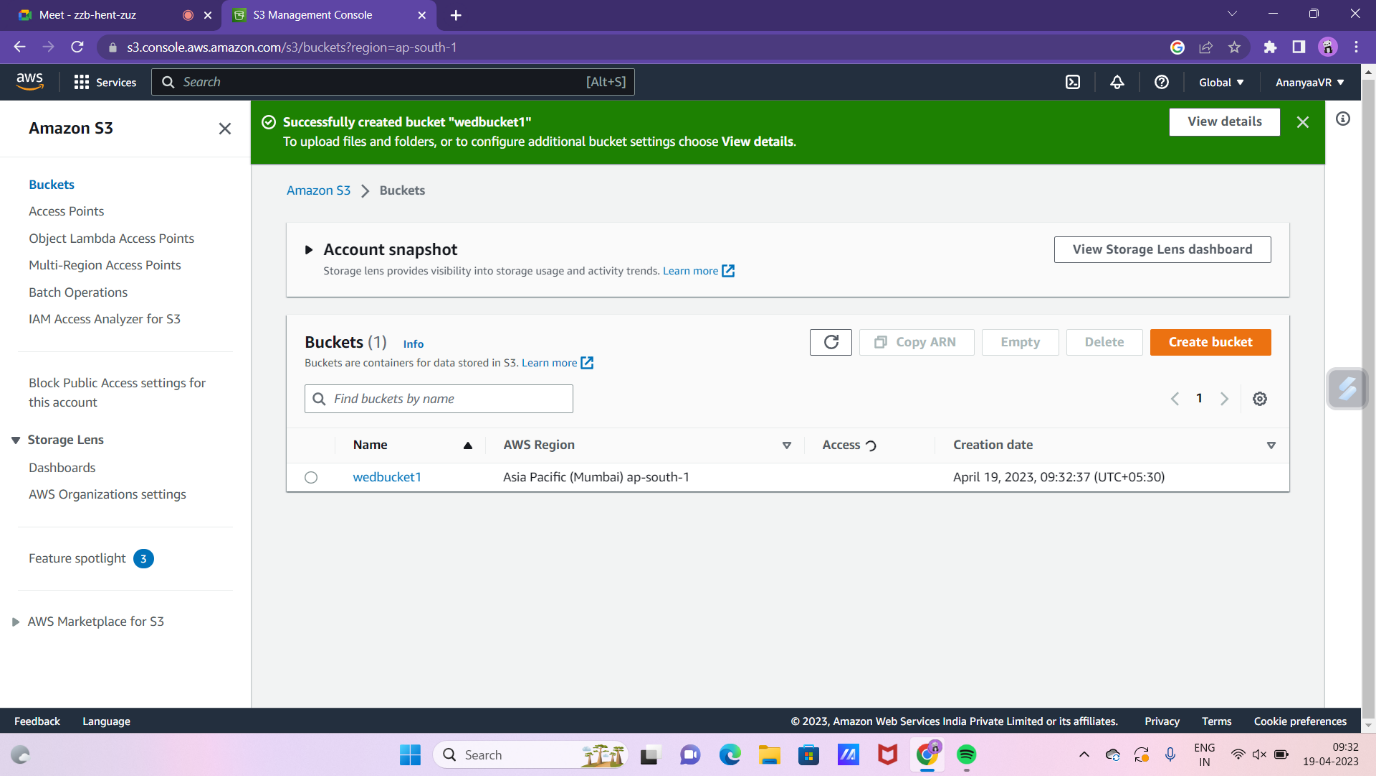 Meet - zzb-hent-zuz
S3 Management Console
s3.console.aws.amazon.com/s3/buckets?region=ap-south-1
aws
Services
Search
[Alt+S]
Global
AnanyaaVR
Amazon S3
Buckets
Access Points
Object Lambda Access Points
Multi-Region Access Points
Batch Operations
IAM Access Analyzer for S3
Block Public Access settings for
this account
Storage Lens
Dashboards
AWS Organizations settings
Feature spotlight 3
AWS Marketplace for S3
Successfully created bucket "wedbucket1"
To upload files and folders, or to configure additional bucket settings choose View details.
View details
Amazon S3
Buckets
Account snapshot
Storage lens provides visibility into storage usage and activity trends. Learn more
View Storage Lens dashboard
Buckets (1) Info
Buckets are containers for data stored in S3. Learn more
Copy ARN
Empty
Delete
Create bucket
Find buckets by name
1
Name
AWS Region
Access
Creation date
wedbucket1
Asia Pacific (Mumbai) ap-south-1
April 19, 2023, 09:32:37 (UTC+05:30)
Feedback
Language
© 2023, Amazon Web Services India Private Limited or its affiliates.
Privacy
Terms
Cookie preferences
Search
ENG
IN
09:32
19-04-2023